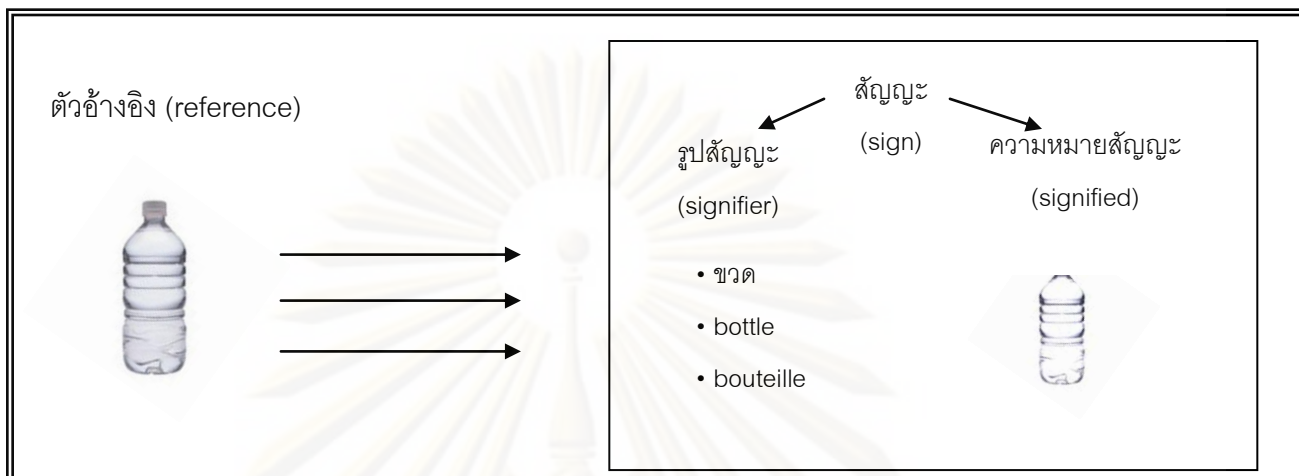 ตัวอ้างอิง (reference)
สัญญะ
(sign)
รูปสัญญะ
(signifier)
ความหมายสัญญะ
(signified)
• ขวด
• bottle
• bouteille